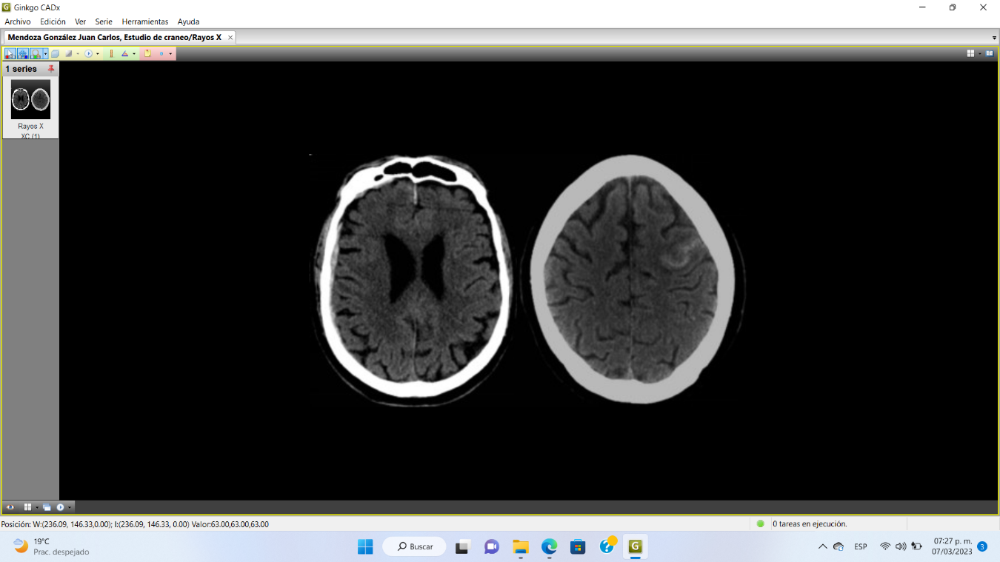 Ginkgo CADx
Archivo Edición Ver Serie Herramientas Ayuda
Mendoza González Juan Carlos, Estudio de craneo/Rayos X
1 series
Rayos X
XC (1)
Posición: W:(236.09, 146.33,0.00); I:(236.09, 146.33, 0.00) Valor:63.00,63.00,63.00
0 tareas en ejecución.
19°C
Prac. despejado
Buscar
ESP
07:27 p. m.
07/03/2023
3